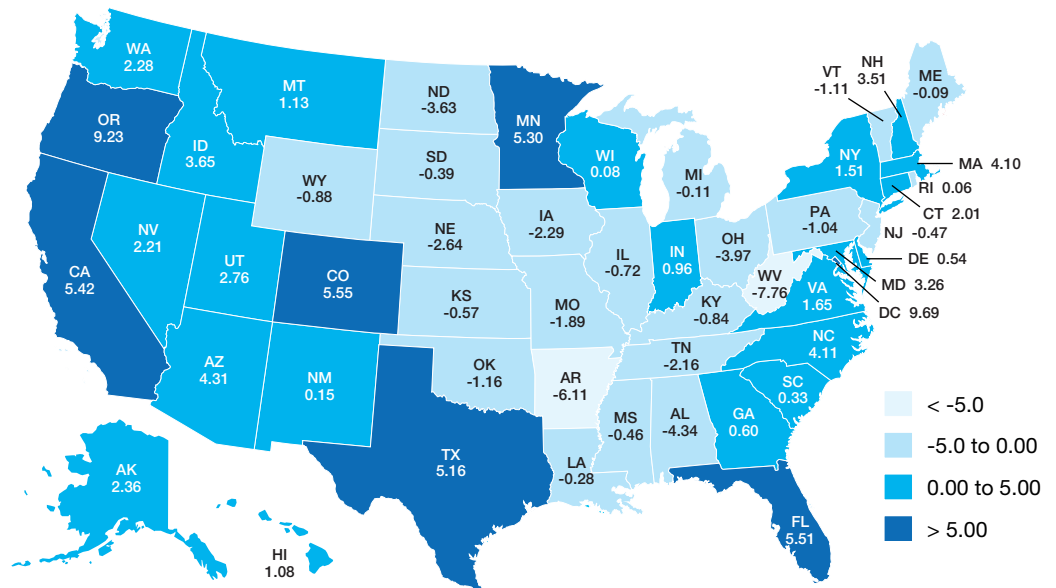 WA
2.28
MT
1.13
ND
-3.63
MN
5.30
VT
-1.11
NH
3.51
ME
-0.09
OR
9.23
ID
3.65
SD
-0.39
WI
0.08
MI
-0.11
NY
1.51
MA 4.10
RI 0.06
CT 2.01
WY
-0.88
NE
-2.64
IA
-2.29
PA
-1.04
NJ -0.47
NV
2.21
UT
2.76
CO
5.55
IL
-0.72
IN
0.96
OH
-3.97
DE 0.54
MD 3.26
DC 9.69
CA
5.42
KS
-0.57
MO
-1.89
KY
-0.84
WV
-7.76
VA
1.65
AZ
4.31
NM
0.15
OK
-1.16
AR
-6.11
TN
-2.16
NC
4.11
SC
0.33
TX
5.16
LA
-0.28
MS
-0.46
AL
-4.34
GA
0.60
FL
5.51
AK
2.36
HI
1.08
< -5.0
-5.0 to 0.00
0.00 to 5.00
> 5.00